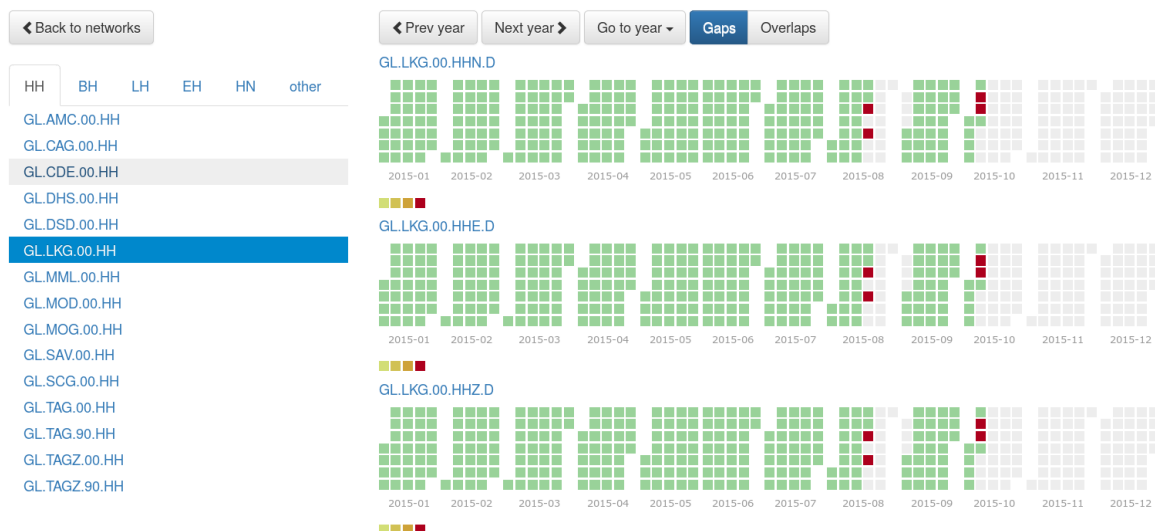 Back to networks
HH BH LH EH HN other
GL.AMC.00.HH
GL.CAG.00.HH
GL.CDE.00.HH
GL.DHS.00.HH
GL.DSD.00.HH
GL.LKG.00.HH
GL.MML.00.HH
GL.MOD.00.HH
GL.MOG.00.HH
GL.SAV.00.HH
GL.SCG.00.HH
GL.TAG.00.HH
GL.TAG.90.HH
GL.TAGZ.00.HH
GL.TAGZ.90.HH
Prev year Next year Go to year Gaps Overlaps
GL.LKG.00.HHN.D
2015-01 2015-02 2015-03 2015-04 2015-05 2015-06 2015-07 2015-08 2015-09 2015-10 2015-11 2015-12
GL.LKG.00.HHE.D
2015-01 2015-02 2015-03 2015-04 2015-05 2015-06 2015-07 2015-08 2015-09 2015-10 2015-11 2015-12
GL.LKG.00.HHZ.D
2015-01 2015-02 2015-03 2015-04 2015-05 2015-06 2015-07 2015-08 2015-09 2015-10 2015-11 2015-12